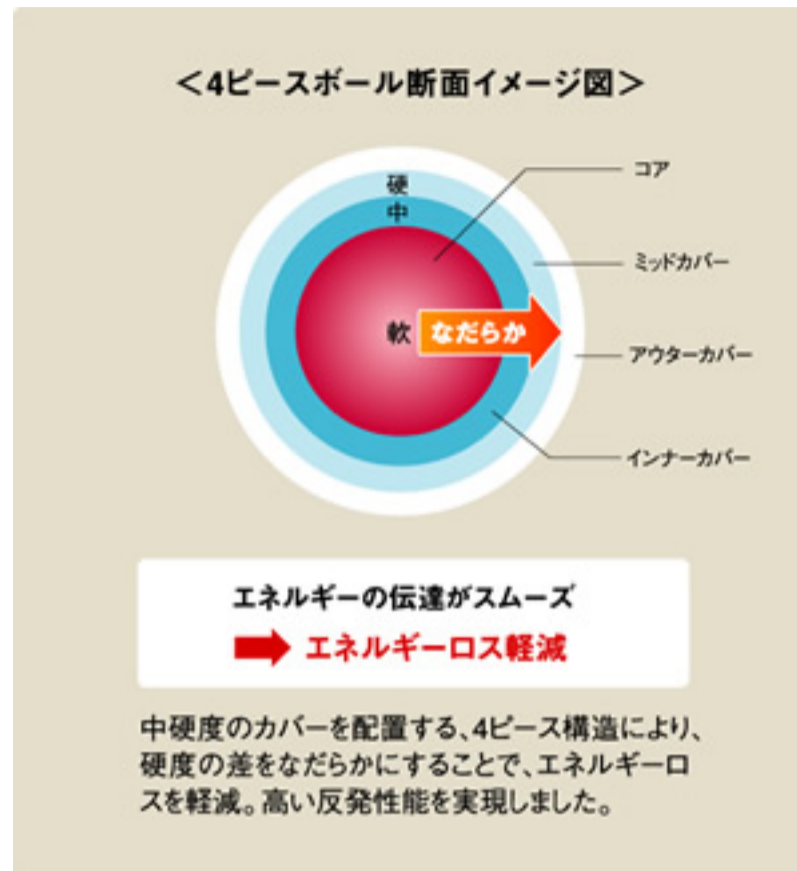 ＜4ピースボール断面イメージ図＞
コア
硬
中
ミッドカバー
軟
なだらか
アウターカバー
インナーカバー
エネルギーの伝達がスムーズ
エネルギーロス軽減
中硬度のカバーを配置する、4ピース構造により、
硬度の差をなだらかにすることで、エネルギーロ
スを軽減。高い反発性能を実現しました。